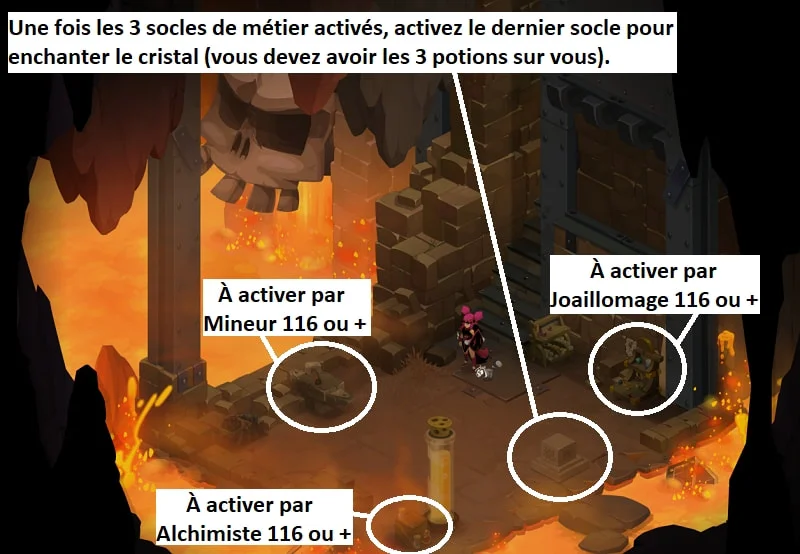 Une fois les 3 socles de métier activés, activez le dernier socle pour
enchanter le cristal (vous devez avoir les 3 potions sur vous).
À activer par
Joaillomage 116 ou +
À activer par
Mineur 116 ou +
À activer par
Alchimiste 116 ou +